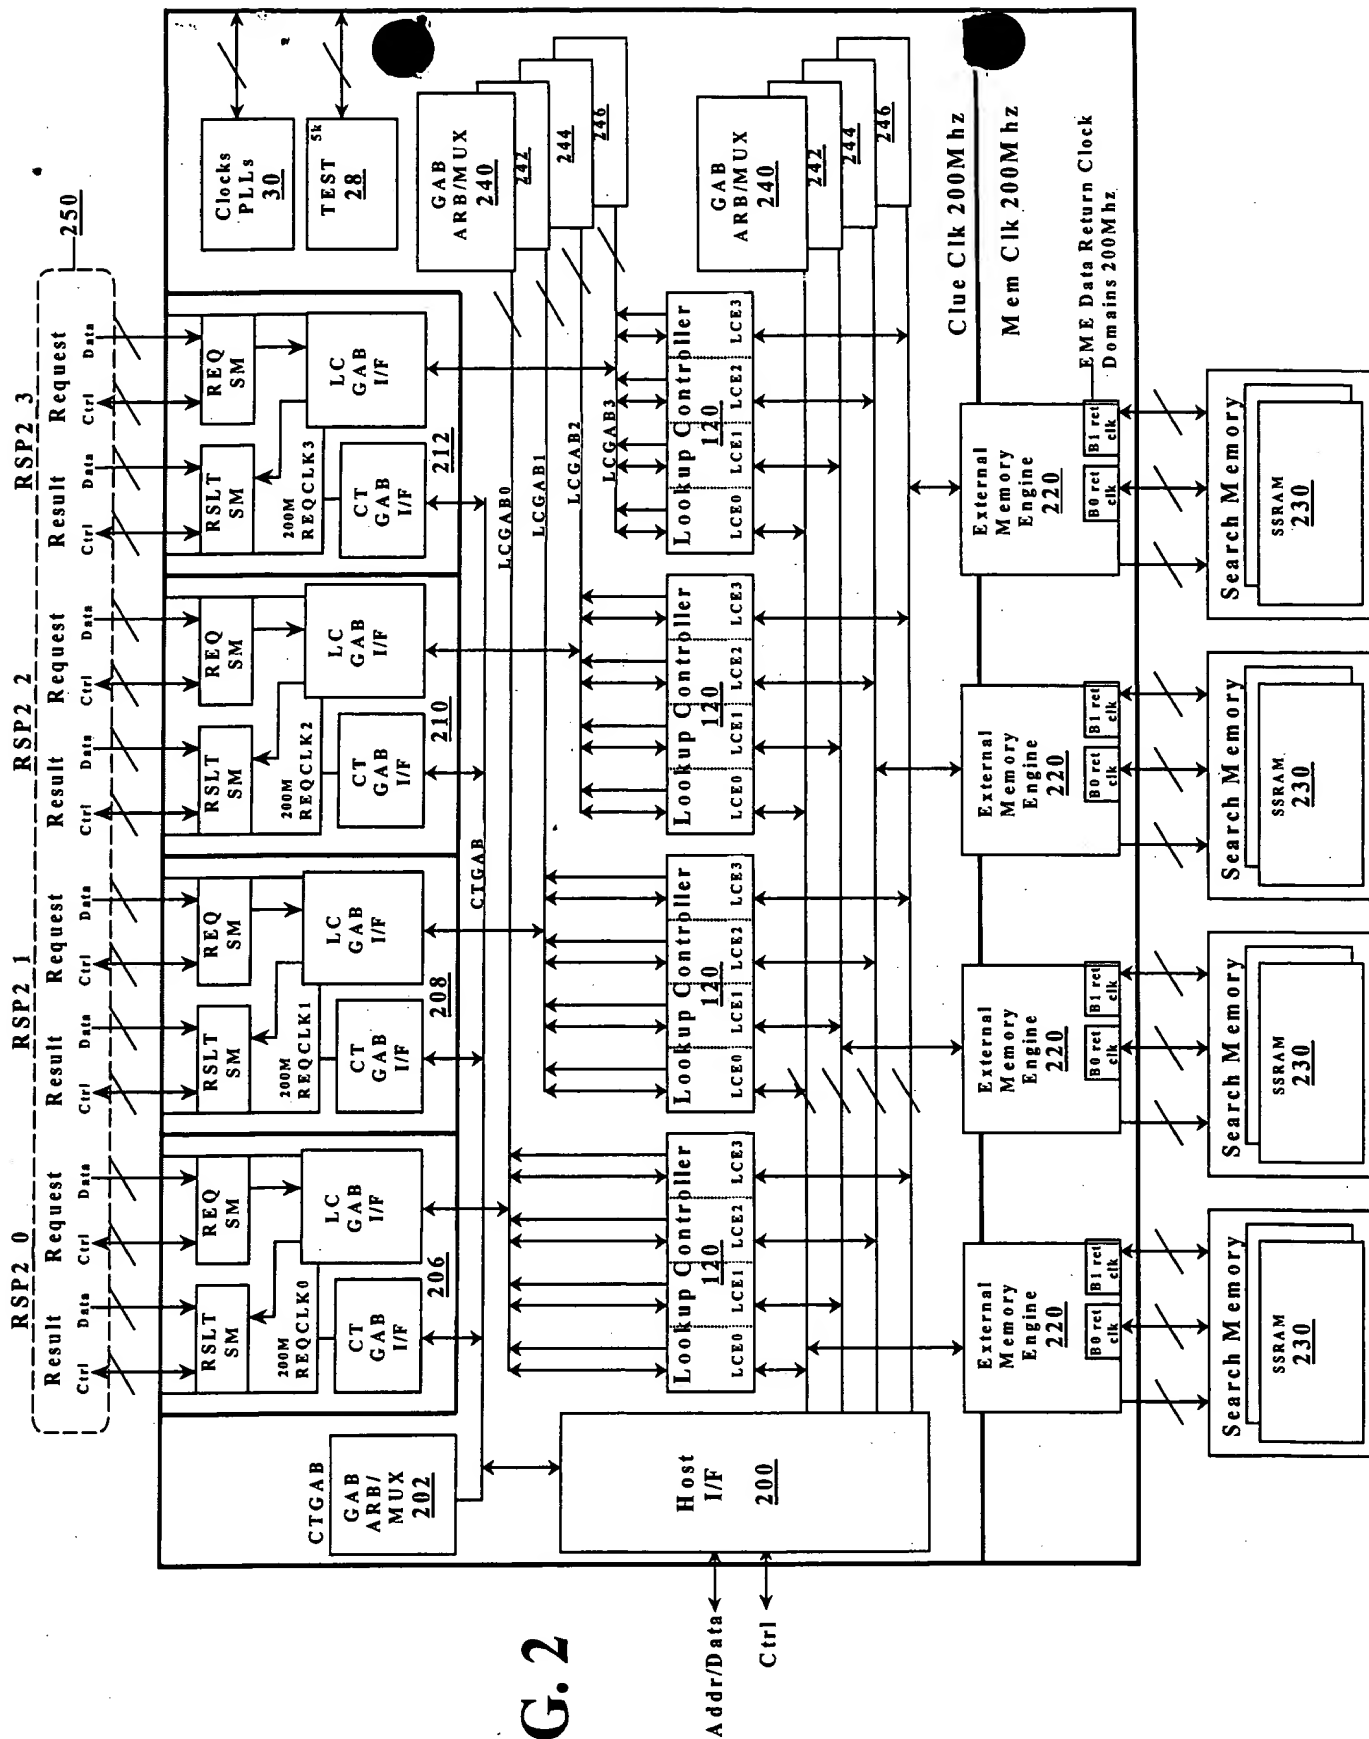 250
RSP2 0
RSP2 1
RSP2 2
RSP2 3
Result
Request
Result
Request
Result
Request
Result
Request
Ctrl
Data
Ctrl
Data
Ctrl
Data
Ctrl
Data
Ctrl
Data
Ctrl
Data
Ctrl
Data
Ctrl
Data
RSLT
SM
REQ
SM
200M
REQCLK0
LC
GAB
I/F
CT
GAB
I/F
206
RSLT
SM
REQ
SM
200M
REQCLK1
LC
GAB
I/F
CT
GAB
I/F
208
RSLT
SM
REQ
SM
200M
REQCLK2
LC
GAB
I/F
CT
GAB
I/F
210
RSLT
SM
REQ
SM
200M
REQCLK3
LC
GAB
I/F
CT
GAB
I/F
212
Clocks
PLLs
30
5k
TEST
28
CTGAB
GAB
ARB/
MUX
202
CTGAB
LCGAB0
LCGAB1
LCGAB2
LCGAB3
GAB
ARB/MUX
240
242
244
246
Host
I/F
200
Addr/Data
Ctrl
Lookup Controller
120
LCE0
LCE1
LCE2
LCE3
Lookup Controller
120
LCE0
LCE1
LCE2
LCE3
Lookup Controller
120
LCE0
LCE1
LCE2
LCE3
Lookup Controller
120
LCE0
LCE1
LCE2
LCE3
GAB
ARB/MUX
240
242
244
246
Clue Clk 200Mhz
Mem Clk 200Mhz
EME Data Return Clock
Domains 200Mhz
External
Memory
Engine
220
B0 ret
clk
B1 ret
clk
External
Memory
Engine
220
B0 ret
clk
B1 ret
clk
External
Memory
Engine
220
B0 ret
clk
B1 ret
clk
External
Memory
Engine
220
B0 ret
clk
B1 ret
clk
Search Memory
SSRAM
230
Search Memory
SSRAM
230
Search Memory
SSRAM
230
Search Memory
SSRAM
230
G. 2